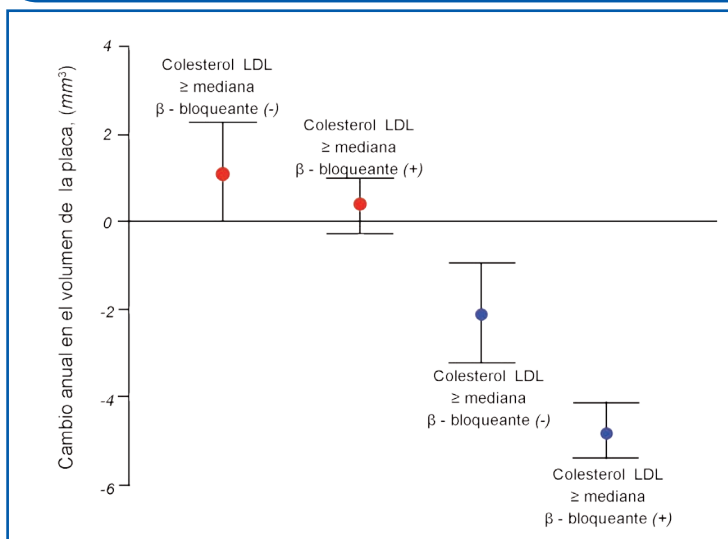 Cambio anual en el volumen de la placa, (mm³)
4
2
0
-2
-4
-6
Colesterol LDL
≥ mediana
β - bloqueante (-)
Colesterol LDL
≥ mediana
β - bloqueante (+)
Colesterol LDL
≥ mediana
β - bloqueante (-)
Colesterol LDL
≥ mediana
β - bloqueante (+)